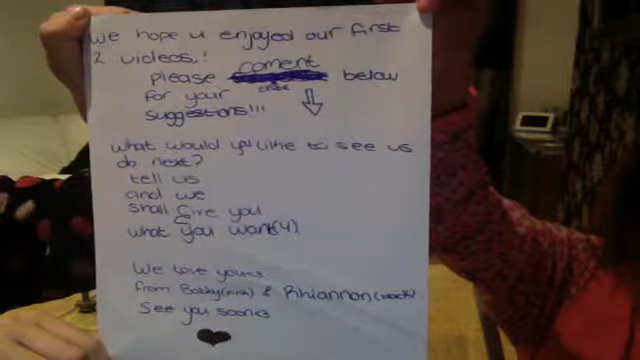 we hope u enjoyed our first
2 videos!
please coment below
for your
suggestions!!!
what would you like to see us
do next?
tell us
and we
shall Give you
what you want(4)
We love you<3
from Bobby( ) & Rhiannon( )
See you soon<3